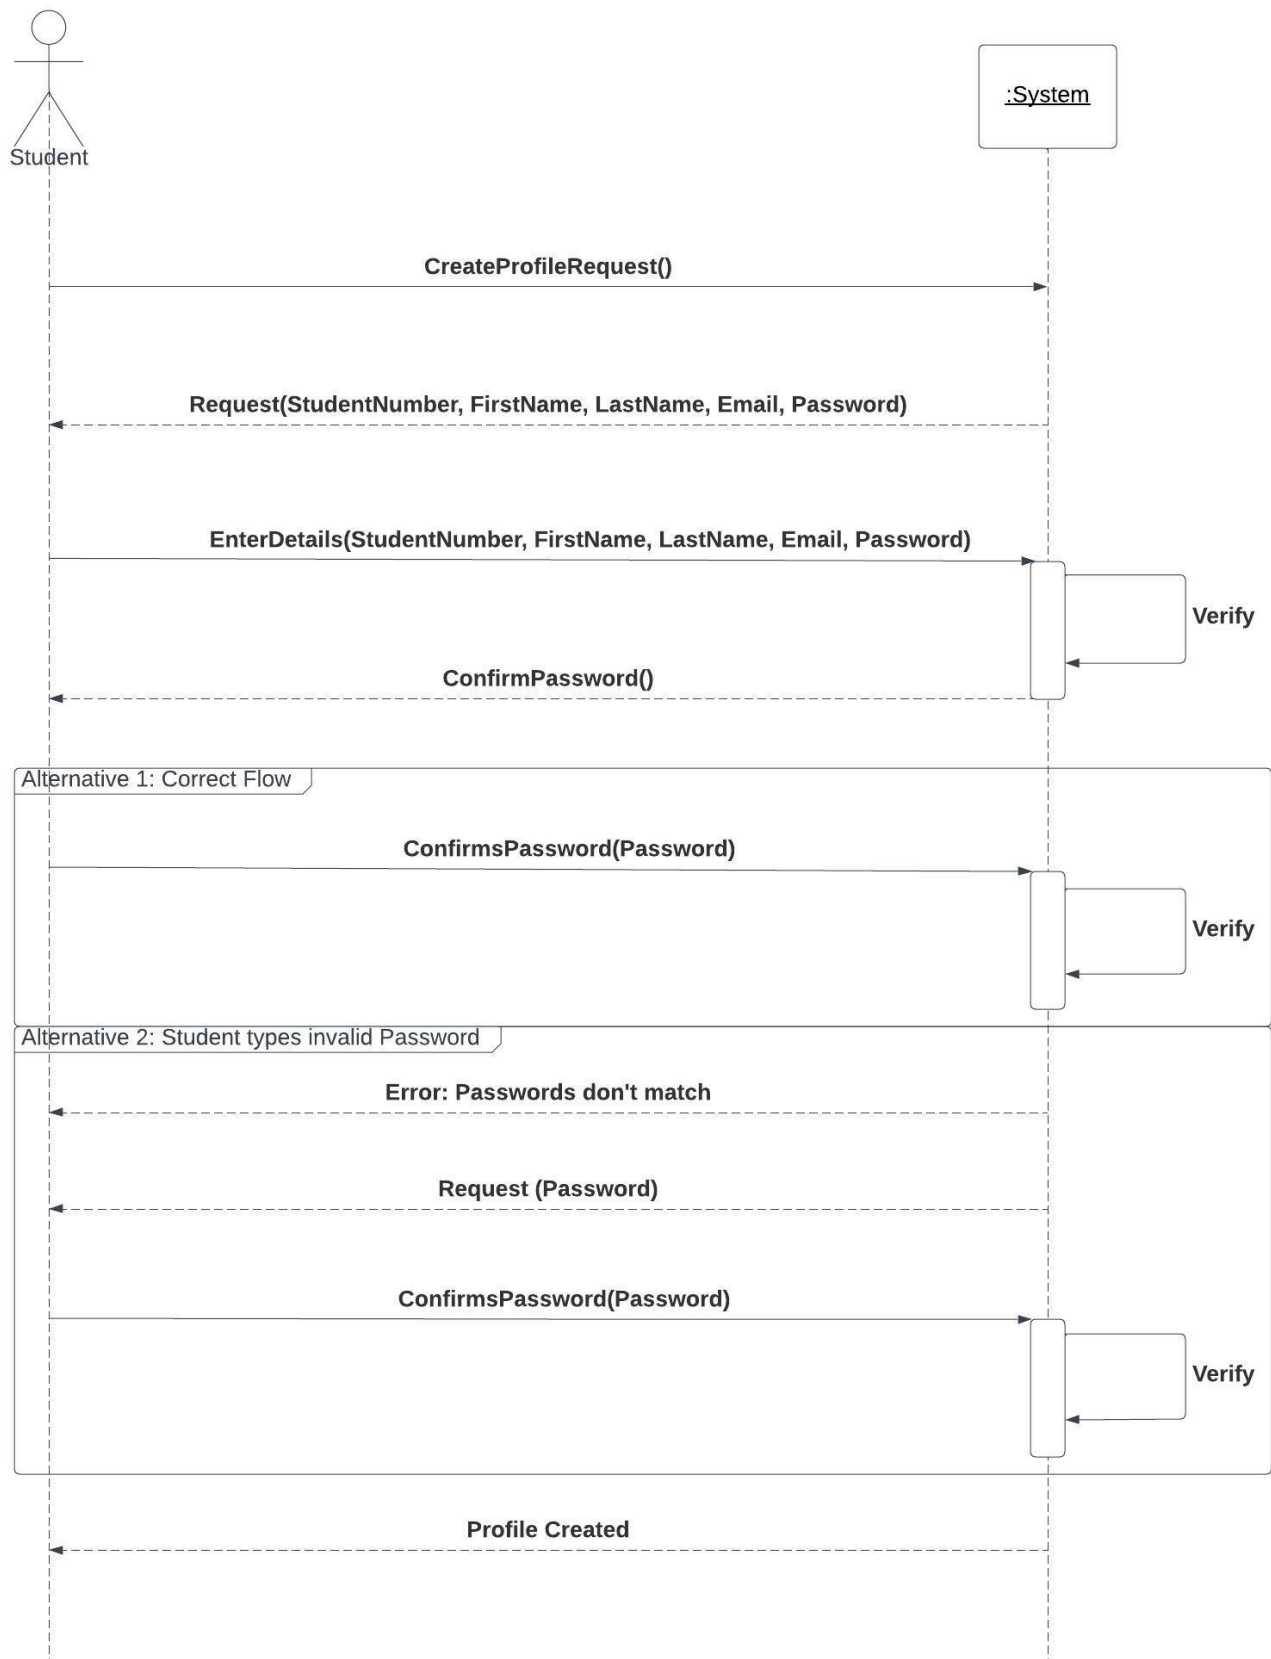 :System
Student
CreateProfileRequest()
Request(StudentNumber, FirstName, LastName, Email, Password)
EnterDetails(StudentNumber, FirstName, LastName, Email, Password)
Verify
ConfirmPassword()
Alternative 1: Correct Flow
ConfirmsPassword(Password)
Verify
Alternative 2: Student types invalid Password
Error: Passwords don't match
Request (Password)
ConfirmsPassword(Password)
Verify
Profile Created